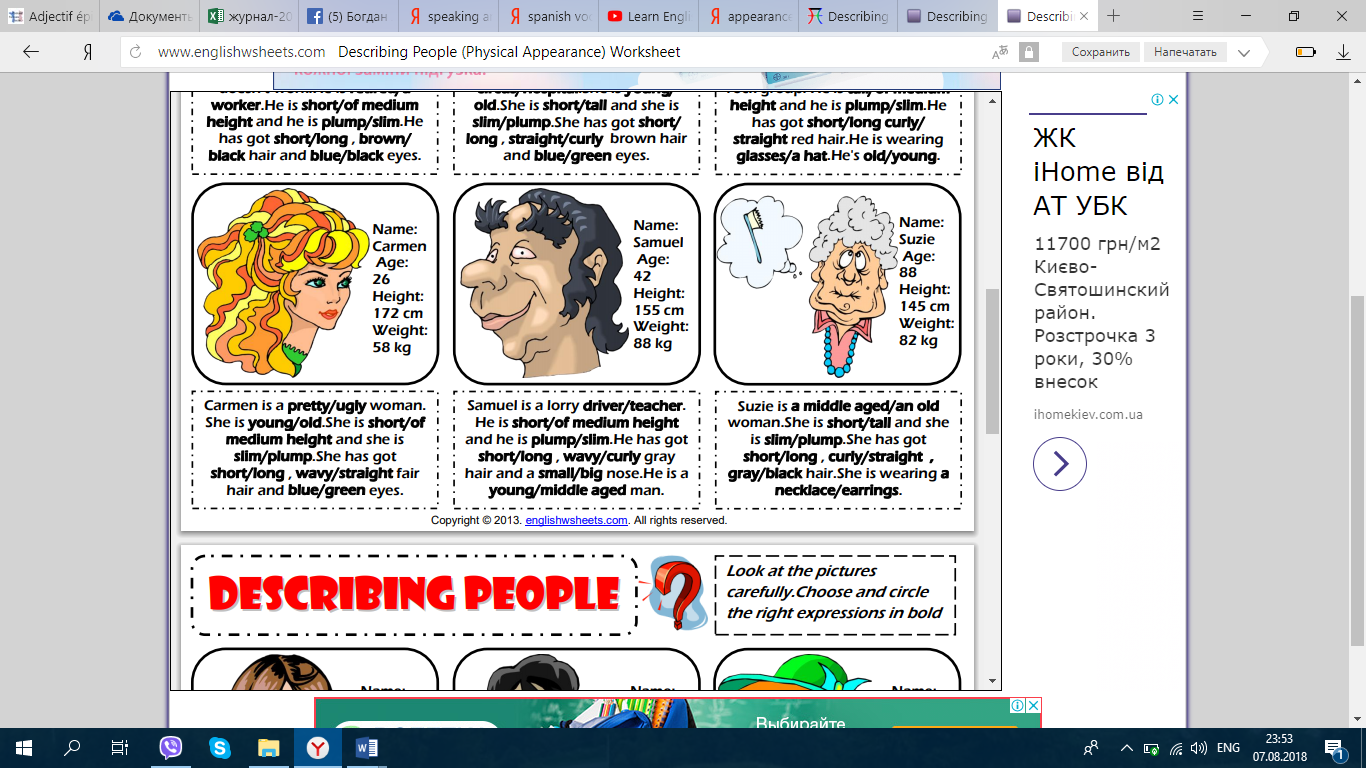 Adjectif ép
Документы
журнал-20
(5) Богдан
speaking ar
spanish voc
Learn Engli
appearance
Describing
Describing
Describi
www.englishwsheets.com Describing People (Physical Appearance) Worksheet
Сохранить
Напечатать
worker.He is short/of medium
height and he is plump/slim.He
has got short/long , brown/
black hair and blue/black eyes.
old.She is short/tall and she is
slim/plump.She has got short/
long , straight/curly brown hair
and blue/green eyes.
height and he is plump/slim.He
has got short/long curly/
straight red hair.He is wearing
glasses/a hat.He's old/young.
Name:
Carmen
Age:
26
Height:
172 cm
Weight:
58 kg
Name:
Samuel
Age:
42
Height:
155 cm
Weight:
88 kg
Name:
Suzie
Age:
88
Height:
145 cm
Weight:
82 kg
Carmen is a pretty/ugly woman.
She is young/old.She is short/of
medium height and she is
slim/plump.She has got
short/long , wavy/straight fair
hair and blue/green eyes.
Samuel is a lorry driver/teacher.
He is short/of medium height
and he is plump/slim.He has got
short/long , wavy/curly gray
hair and a small/big nose.He is a
young/middle aged man.
Suzie is a middle aged/an old
woman.She is short/tall and she
is slim/plump.She has got
short/long , curly/straight ,
gray/black hair.She is wearing a
necklace/earrings.
Copyright © 2013. englishwsheets.com. All rights reserved.
DESCRIBING PEOPLE
Look at the pictures
carefully.Choose and circle
the right expressions in bold
Name:
Name:
Name:
ЖК
iHome від
АТ УБК
11700 грн/м2
Києво-
Святошинский
район.
Розстрочка 3
роки, 30%
внесок
ihomekiev.com.ua
Выбирайте
ENG
23:53
07.08.2018
1